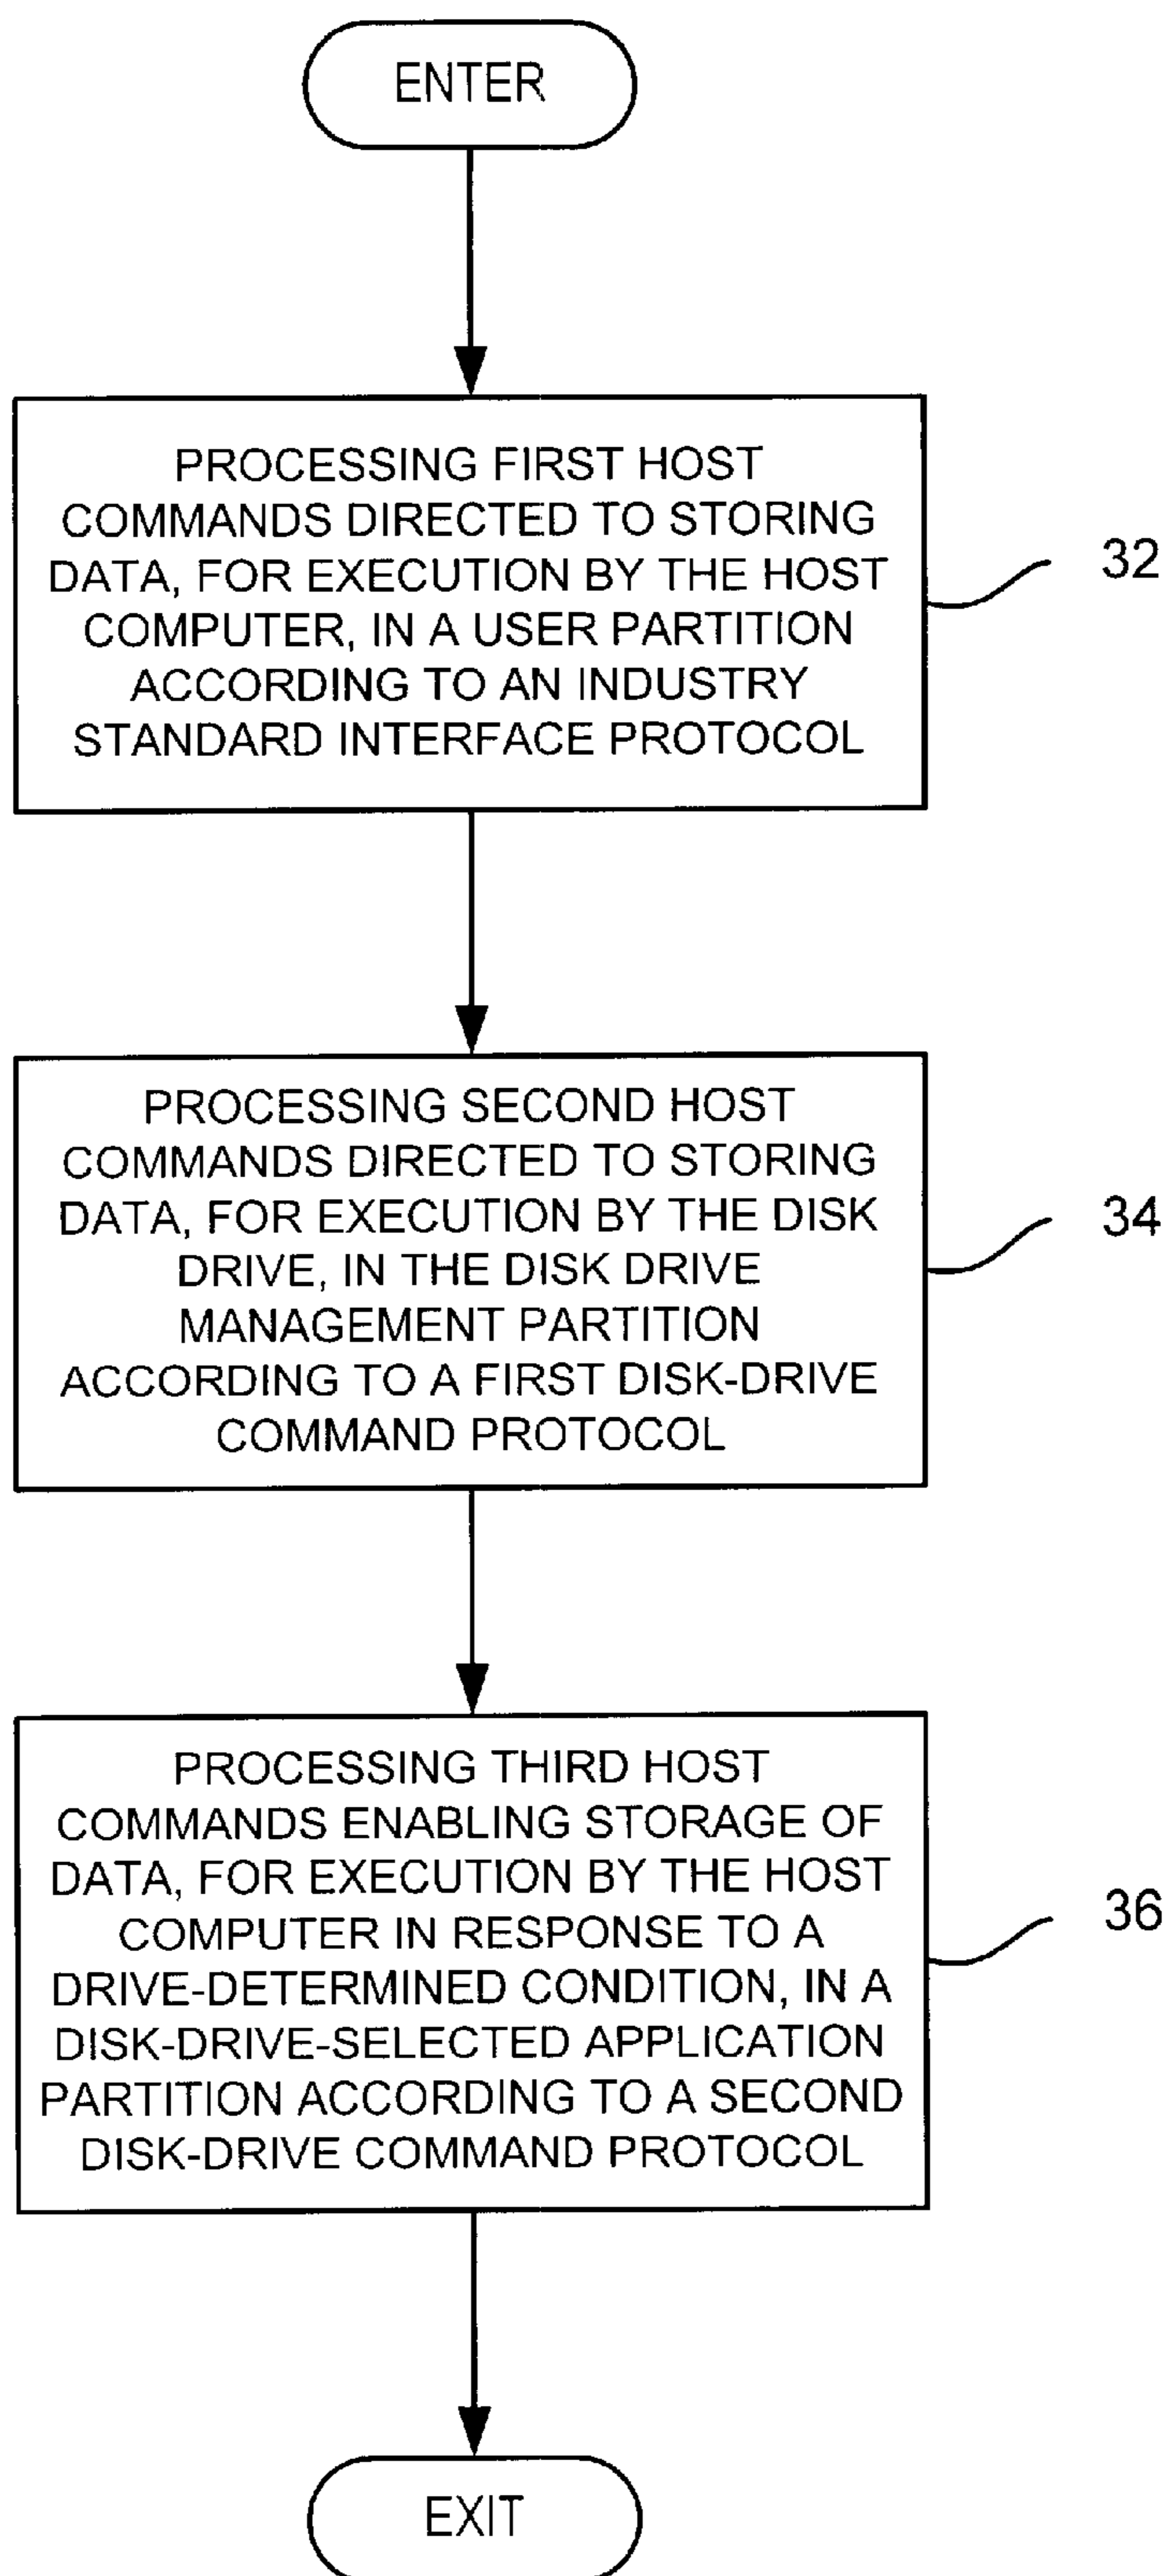 ENTER
PROCESSING FIRST HOST
COMMANDS DIRECTED TO STORING
DATA, FOR EXECUTION BY THE HOST
COMPUTER, IN A USER PARTITION
ACCORDING TO AN INDUSTRY
STANDARD INTERFACE PROTOCOL
32
PROCESSING SECOND HOST
COMMANDS DIRECTED TO STORING
DATA, FOR EXECUTION BY THE DISK
DRIVE, IN THE DISK DRIVE
MANAGEMENT PARTITION
ACCORDING TO A FIRST DISK-DRIVE
COMMAND PROTOCOL
34
PROCESSING THIRD HOST
COMMANDS ENABLING STORAGE OF
DATA, FOR EXECUTION BY THE HOST
COMPUTER IN RESPONSE TO A
DRIVE-DETERMINED CONDITION, IN A
DISK-DRIVE-SELECTED APPLICATION
PARTITION ACCORDING TO A SECOND
DISK-DRIVE COMMAND PROTOCOL
36
EXIT